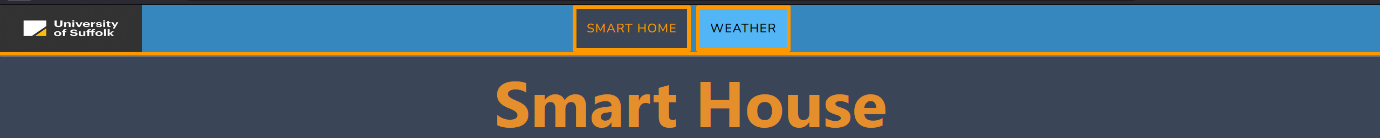 University
of Suffolk
SMART HOME
WEATHER
Smart House